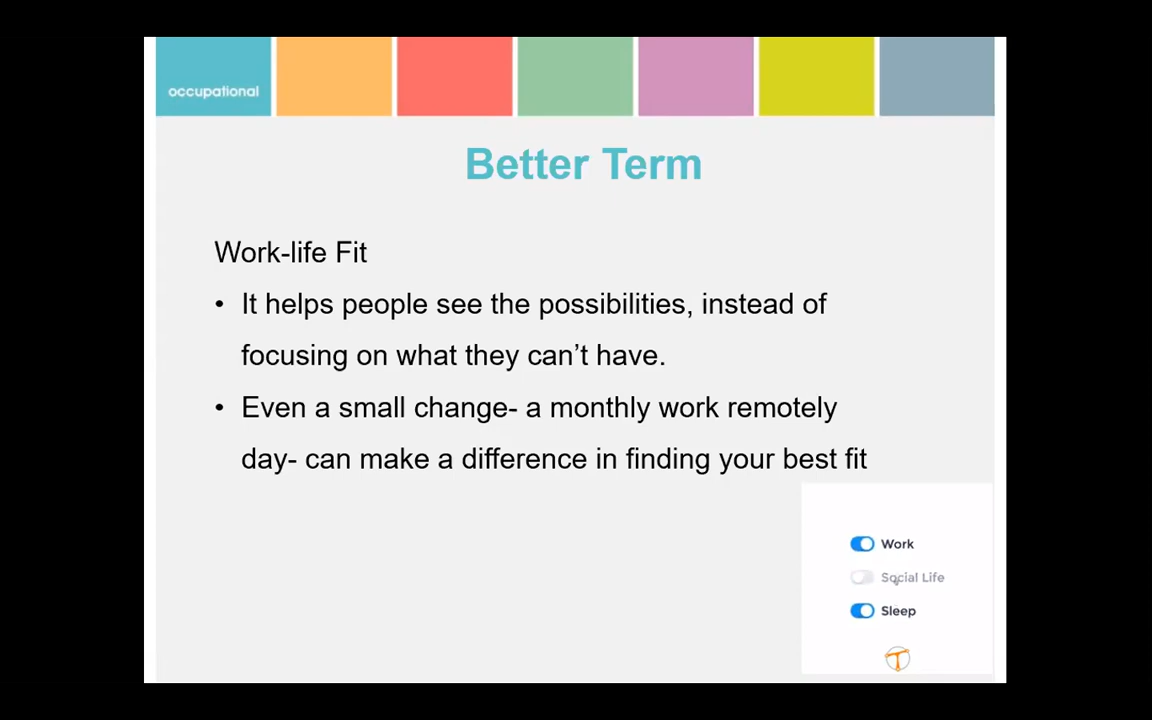 occupational
Better Term
Work-life Fit
• It helps people see the possibilities, instead of
focusing on what they can’t have.
• Even a small change- a monthly work remotely
day- can make a difference in finding your best fit
Work
Social Life
Sleep